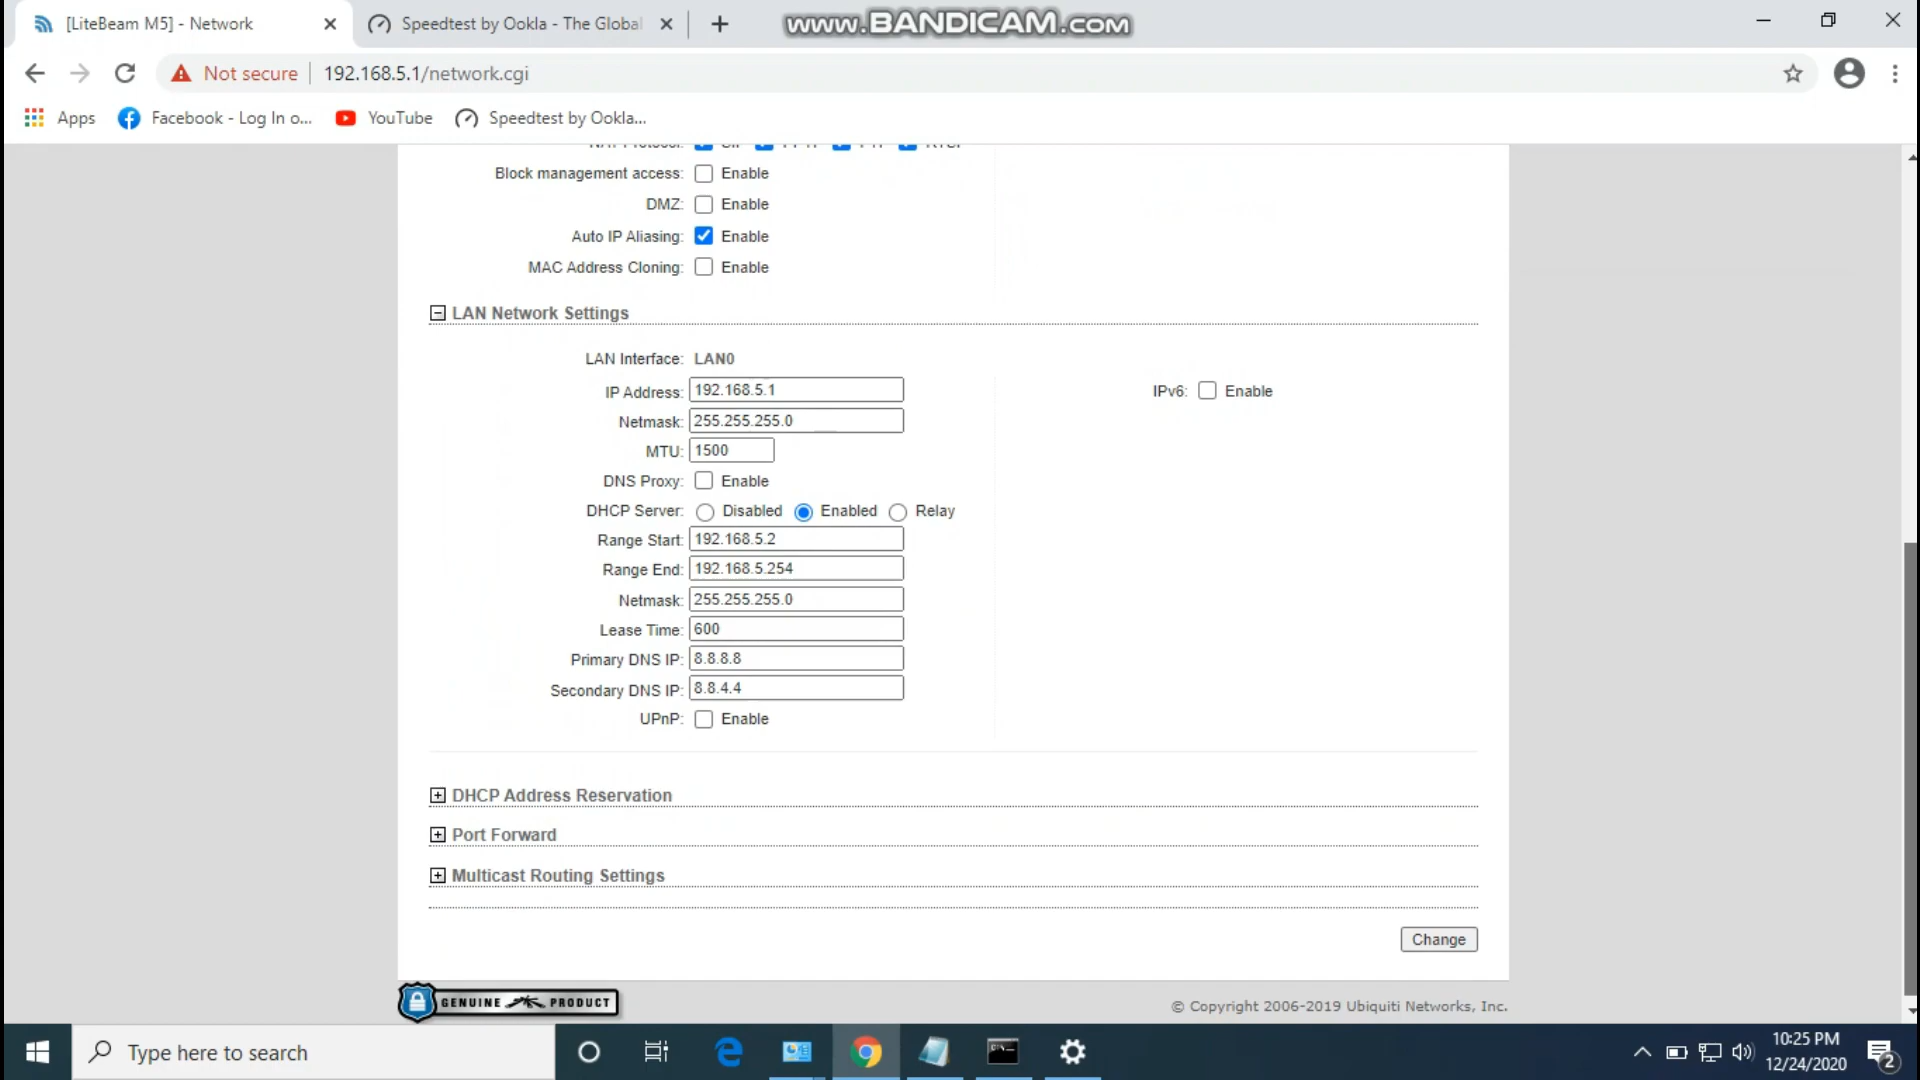 [LiteBeam M5] - Network
Speedtest by Ookla - The Global
www.BANDICAM.com
Not secure
192.168.5.1/network.cgi
Apps
Facebook - Log In o...
YouTube
Speedtest by Ookla...
Block management access: Enable
DMZ: Enable
Auto IP Aliasing: Enable
MAC Address Cloning: Enable
LAN Network Settings
LAN Interface: LAN0
IP Address: 192.168.5.1
IPv6: Enable
Netmask: 255.255.255.0
MTU: 1500
DNS Proxy: Enable
DHCP Server: Disabled Enabled Relay
Range Start: 192.168.5.2
Range End: 192.168.5.254
Netmask: 255.255.255.0
Lease Time: 600
Primary DNS IP: 8.8.8.8
Secondary DNS IP: 8.8.4.4
UPnP: Enable
DHCP Address Reservation
Port Forward
Multicast Routing Settings
Change
GENUINE PRODUCT
© Copyright 2006-2019 Ubiquiti Networks, Inc.
Type here to search
10:25 PM
12/24/2020
2